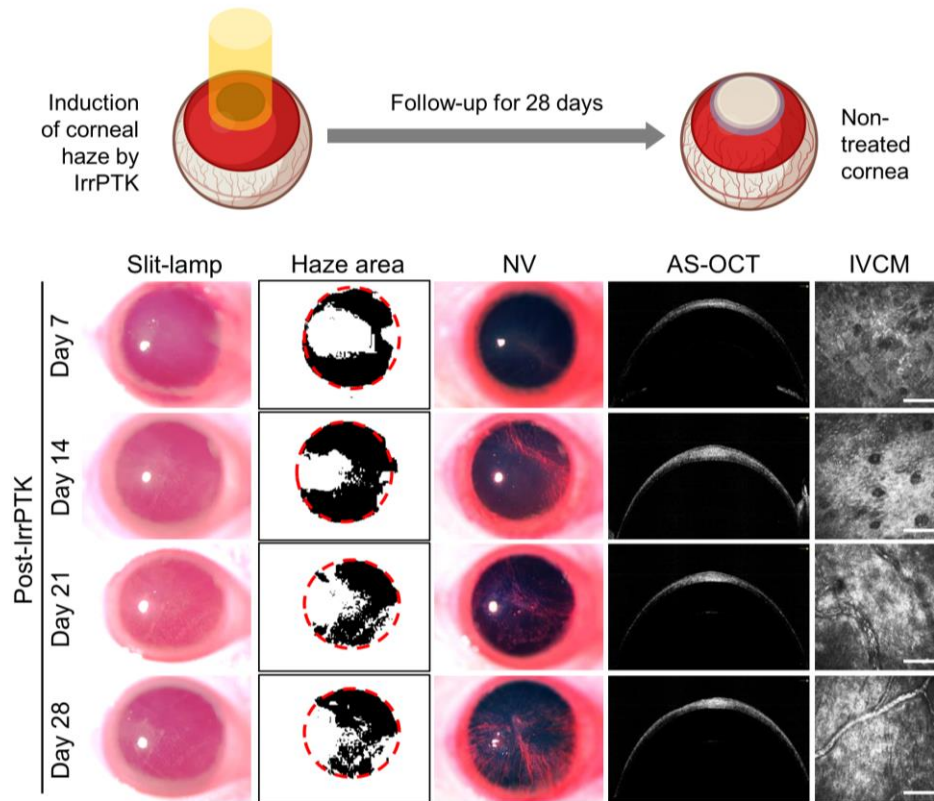 Induction
of corneal
haze by
IrrPTK
Follow-up for 28 days
Non-
treated
cornea
Slit-lamp
Haze area
NV
AS-OCT
IVCM
Post-IrrPTK
Day 7
Day 14
Day 21
Day 28